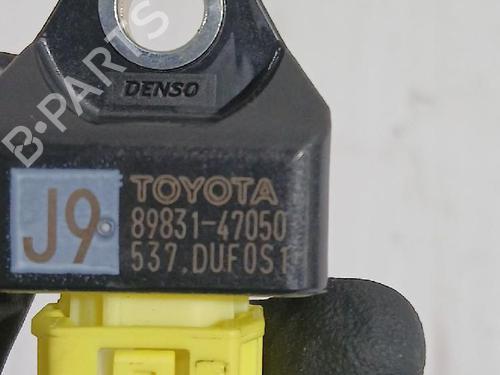 DENSO
J9
TOYOTA
89831-47050
537.DUF0S1
B·PARTS